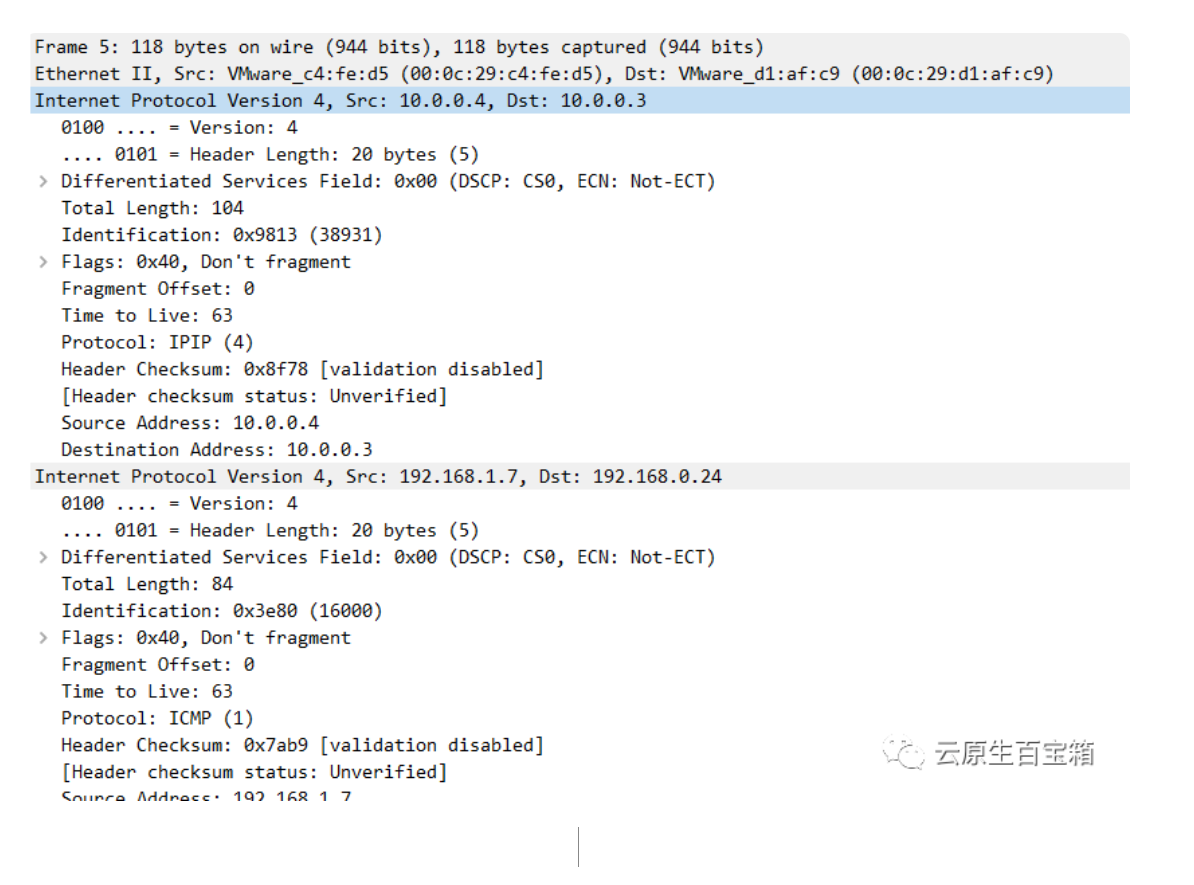 Frame 5: 118 bytes on wire (944 bits), 118 bytes captured (944 bits)
Ethernet II, Src: VMware_c4:fe:d5 (00:0c:29:c4:fe:d5), Dst: VMware_d1:af:c9 (00:0c:29:d1:af:c9)
Internet Protocol Version 4, Src: 10.0.0.4, Dst: 10.0.0.3
0100 .... = Version: 4
.... 0101 = Header Length: 20 bytes (5)
Differentiated Services Field: 0x00 (DSCP: CS0, ECN: Not-ECT)
Total Length: 104
Identification: 0x9813 (38931)
Flags: 0x40, Don't fragment
Fragment Offset: 0
Time to Live: 63
Protocol: IPIP (4)
Header Checksum: 0x8f78 [validation disabled]
[Header checksum status: Unverified]
Source Address: 10.0.0.4
Destination Address: 10.0.0.3
Internet Protocol Version 4, Src: 192.168.1.7, Dst: 192.168.0.24
0100 .... = Version: 4
.... 0101 = Header Length: 20 bytes (5)
Differentiated Services Field: 0x00 (DSCP: CS0, ECN: Not-ECT)
Total Length: 84
Identification: 0x3e80 (16000)
Flags: 0x40, Don't fragment
Fragment Offset: 0
Time to Live: 63
Protocol: ICMP (1)
Header Checksum: 0x7ab9 [validation disabled]
[Header checksum status: Unverified]
Source Address: 192.168.1.7
云原生百宝箱